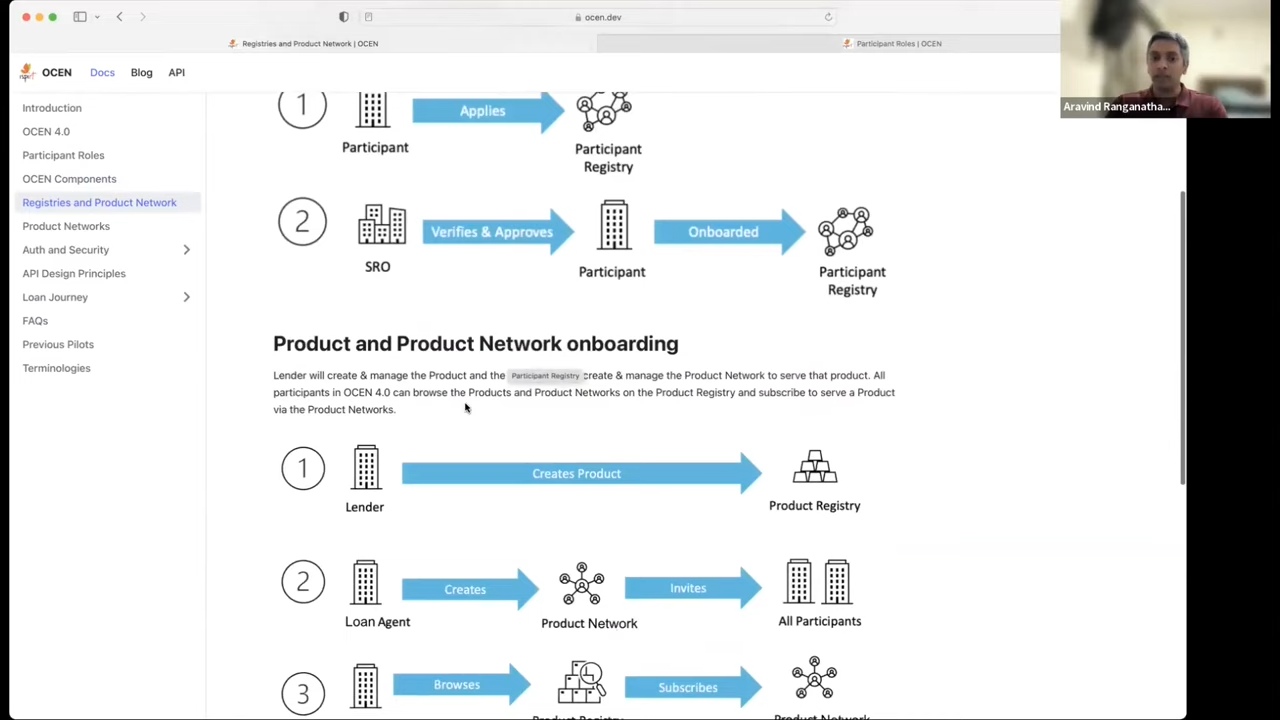 ocen.dev
Registries and Product Network | OCEN
Participant Roles | OCEN
OCEN
Docs
Blog
API
Aravind Ranganatha...
Introduction
OCEN 4.0
Participant Roles
OCEN Components
Registries and Product Network
Product Networks
Auth and Security
API Design Principles
Loan Journey
FAQs
Previous Pilots
Terminologies
1
Applies
Participant
Participant
Registry
2
Verifies & Approves
Onboarded
SRO
Participant
Participant
Registry
Product and Product Network onboarding
Lender will create & manage the Product and the Participant Registry create & manage the Product Network to serve that product. All
participants in OCEN 4.0 can browse the Products and Product Networks on the Product Registry and subscribe to serve a Product
via the Product Networks.
1
Creates Product
Lender
Product Registry
2
Creates
Invites
Loan Agent
Product Network
All Participants
3
Browses
Subscribes
Product Registry
Product Network